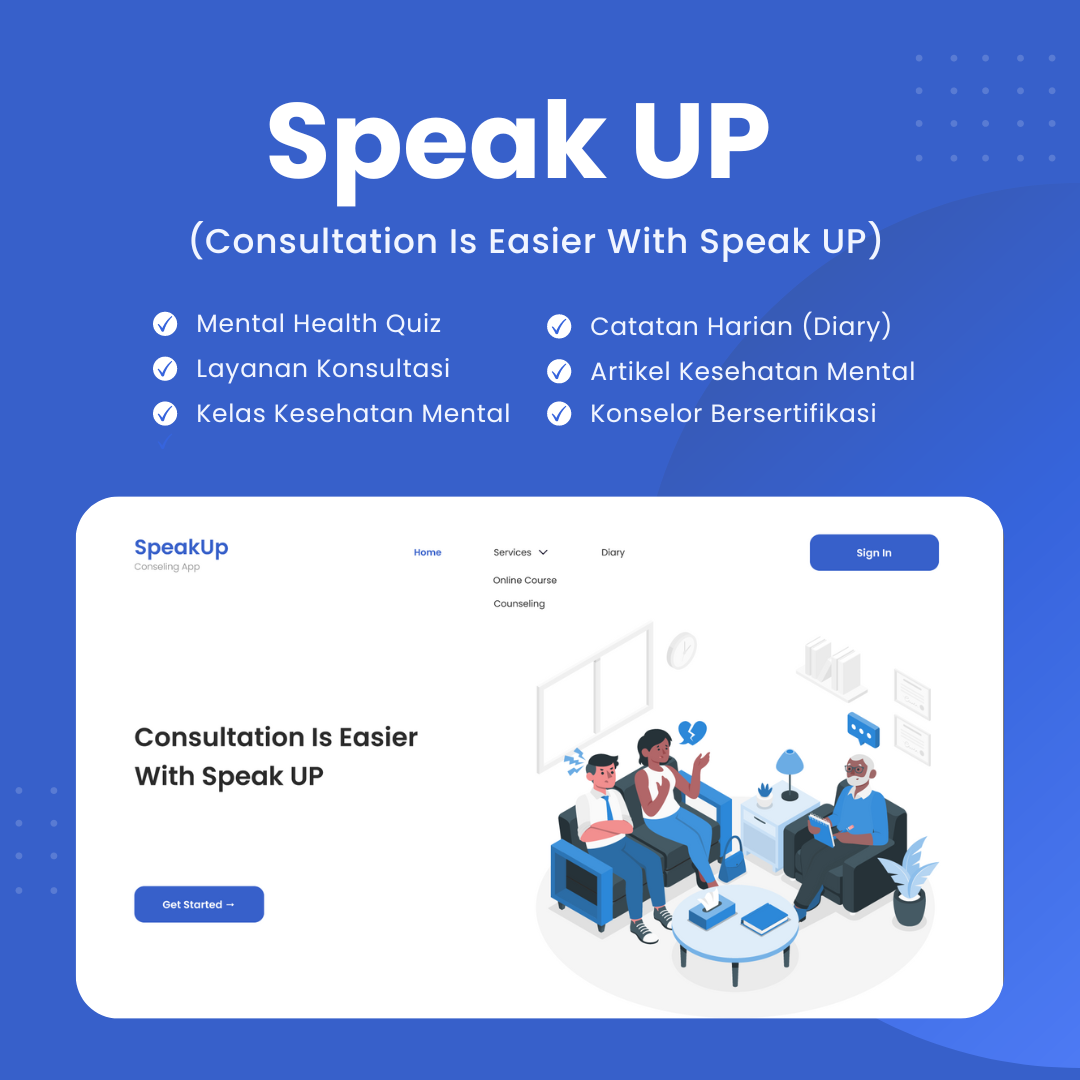 Speak UP
(Consultation Is Easier With Speak UP)
Mental Health Quiz
Layanan Konsultasi
Kelas Kesehatan Mental
Catatan Harian (Diary)
Artikel Kesehatan Mental
Konselor Bersertifikasi
SpeakUp
Conseling App
Home
Services
Diary
Sign In
Online Course
Counseling
Consultation Is Easier
With Speak UP
Get Started →